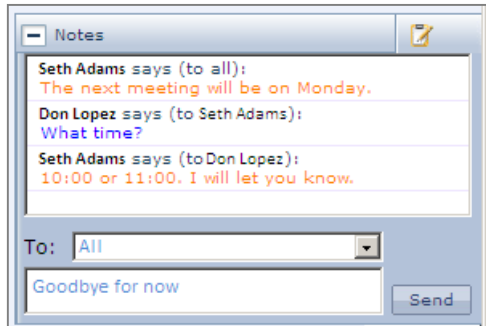 Notes
Seth Adams says (to all):
The next meeting will be on Monday.
Don Lopez says (to Seth Adams):
What time?
Seth Adams says (to Don Lopez):
10:00 or 11:00. I will let you know.
To: All
Goodbye for now
Send